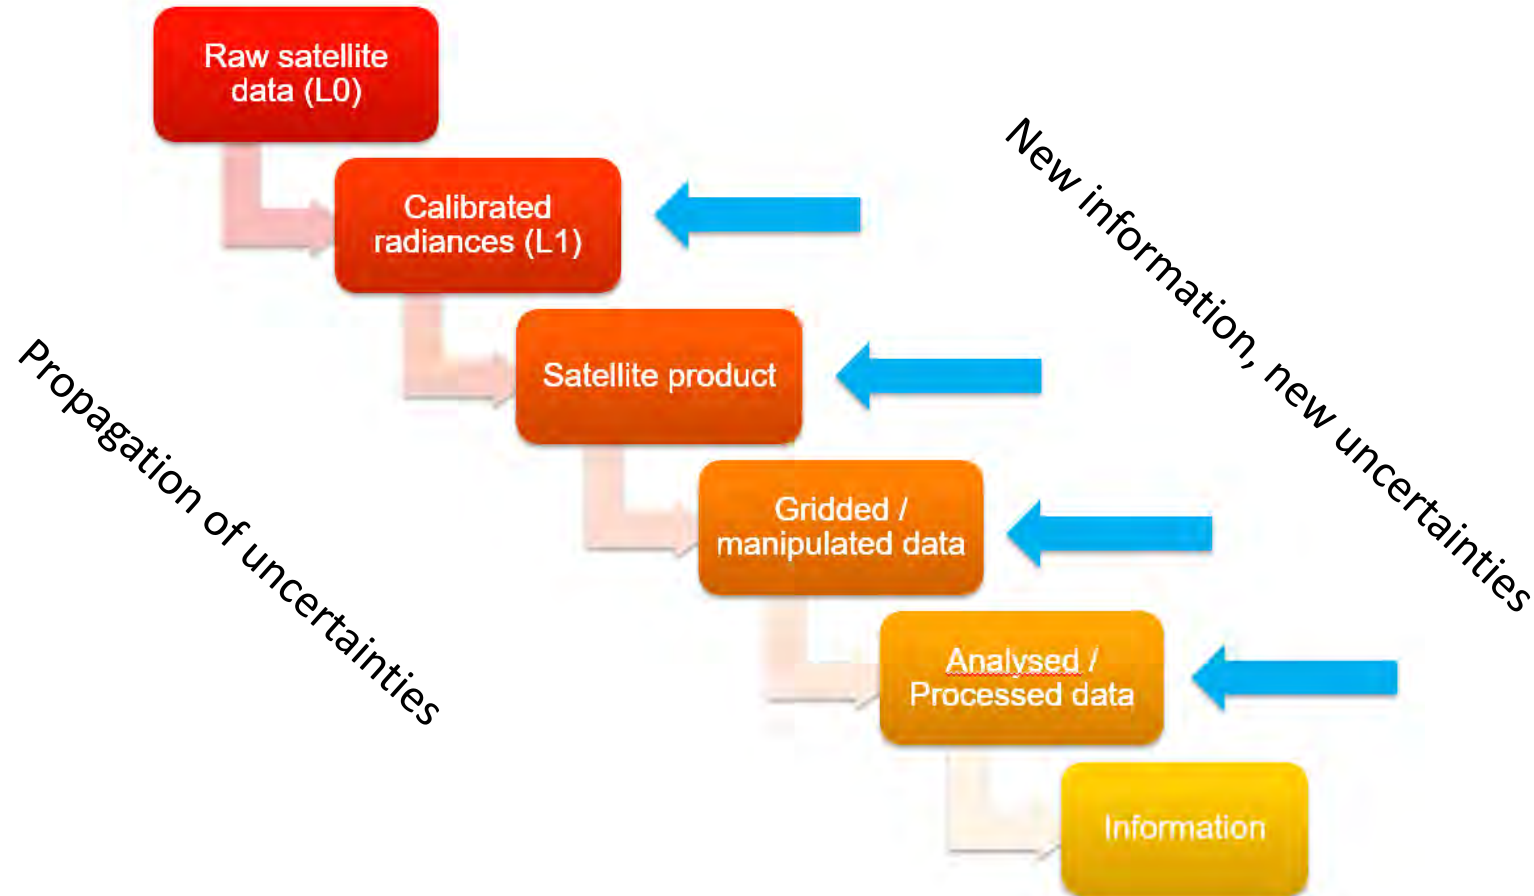 Raw satellite
data (L0)
Calibrated
radiances (L1)
Satellite product
Gridded /
manipulated data
Analysed /
Processed data
Information
New information, new uncertainties
Propagation of uncertainties